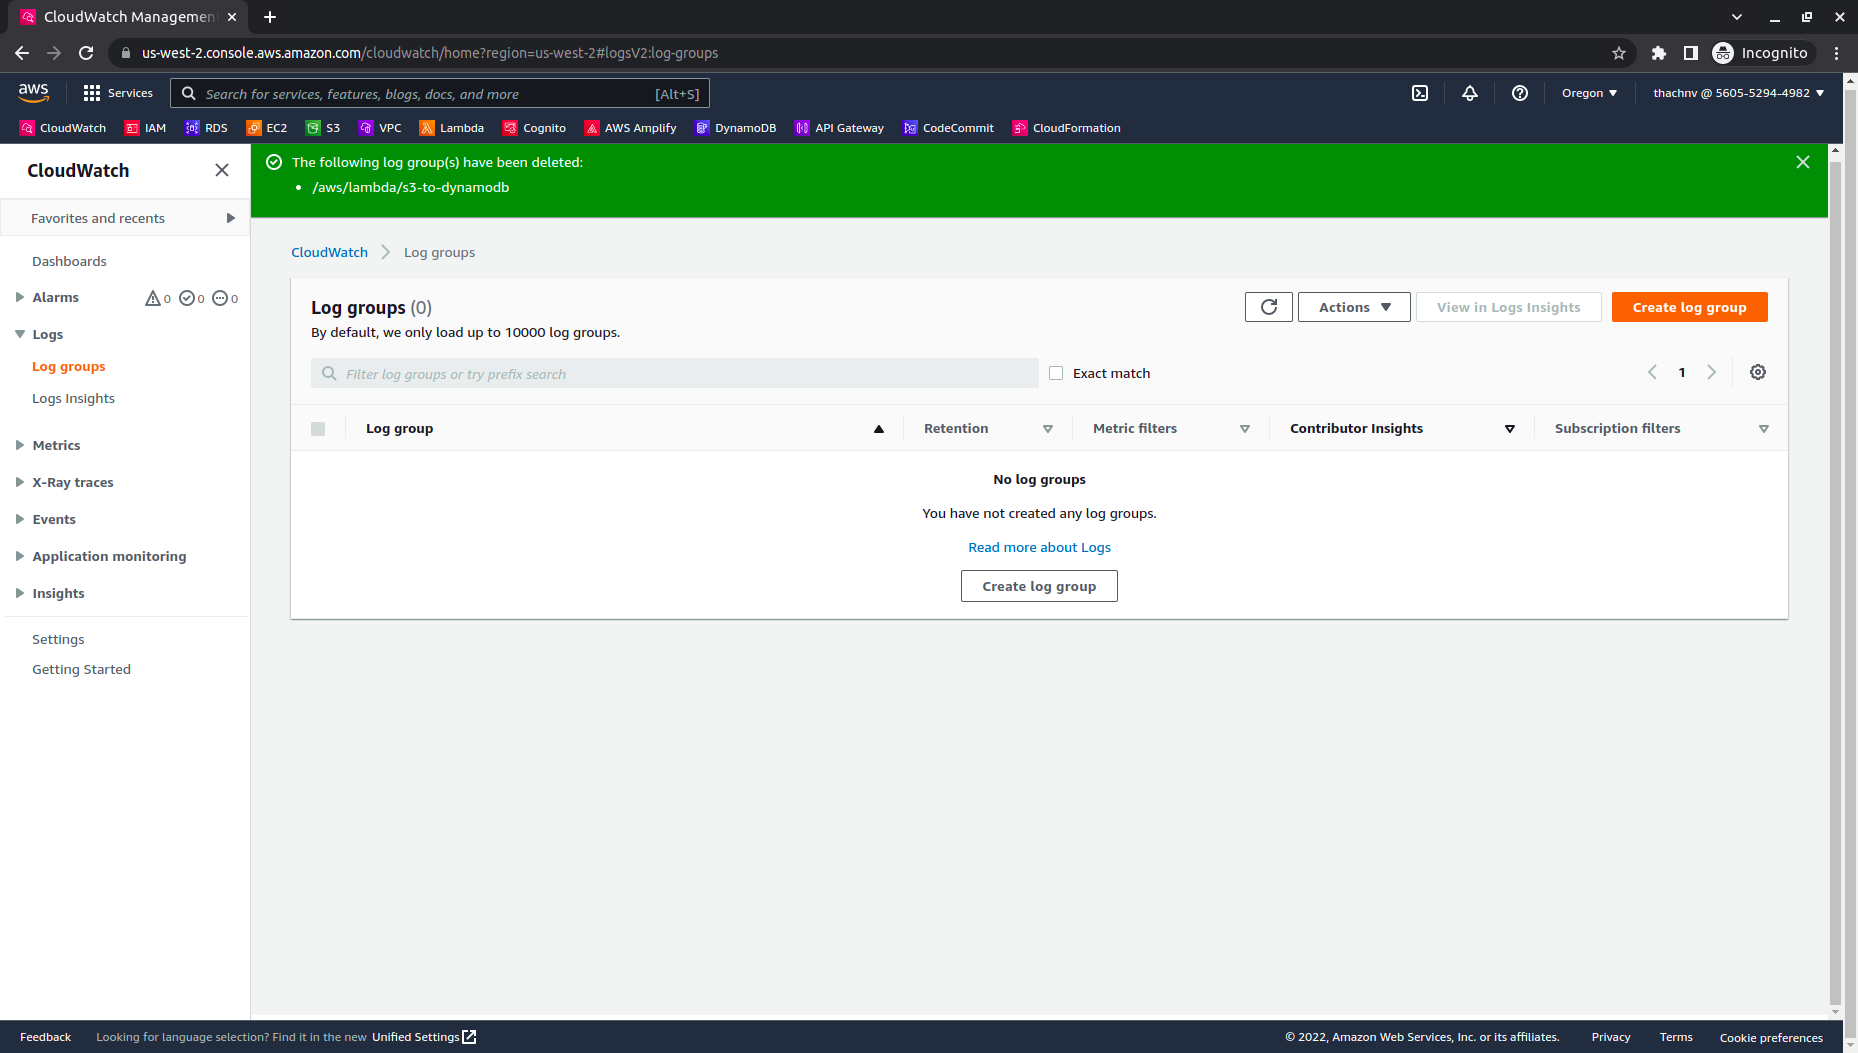 CloudWatch Managemen
us-west-2.console.aws.amazon.com/cloudwatch/home?region=us-west-2#logsV2:log-groups
Incognito
aws
Services
Search for services, features, blogs, docs, and more
[Alt+S]
Oregon
thachnv @ 5605-5294-4982
CloudWatch
IAM
RDS
EC2
S3
VPC
Lambda
Cognito
AWS Amplify
DynamoDB
API Gateway
CodeCommit
CloudFormation
CloudWatch
Favorites and recents
Dashboards
Alarms
0
0
0
Logs
Log groups
Logs Insights
Metrics
X-Ray traces
Events
Application monitoring
Insights
Settings
Getting Started
The following log group(s) have been deleted:
• /aws/lambda/s3-to-dynamodb
CloudWatch
Log groups
Log groups (0)
By default, we only load up to 10000 log groups.
Actions
View in Logs Insights
Create log group
Filter log groups or try prefix search
Exact match
1
Log group
Retention
Metric filters
Contributor Insights
Subscription filters
No log groups
You have not created any log groups.
Read more about Logs
Create log group
Feedback
Looking for language selection? Find it in the new Unified Settings
© 2022, Amazon Web Services, Inc. or its affiliates.
Privacy
Terms
Cookie preferences